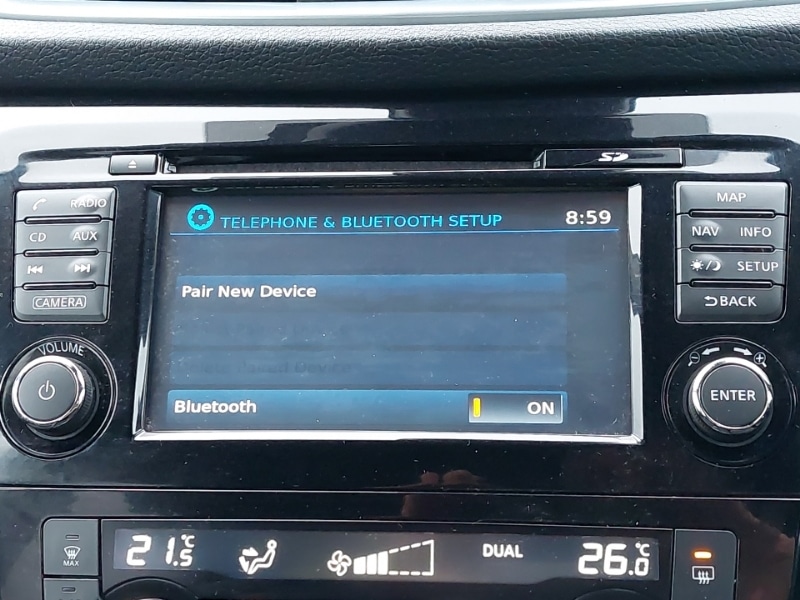 SD
RADIO
MAP
TELEPHONE & BLUETOOTH SETUP 8:59
CD AUX
NAV INFO
SETUP
Pair New Device
CAMERA
BACK
VOLUME
ENTER
Bluetooth ON
21.5°C
DUAL
26.0°C
MAX